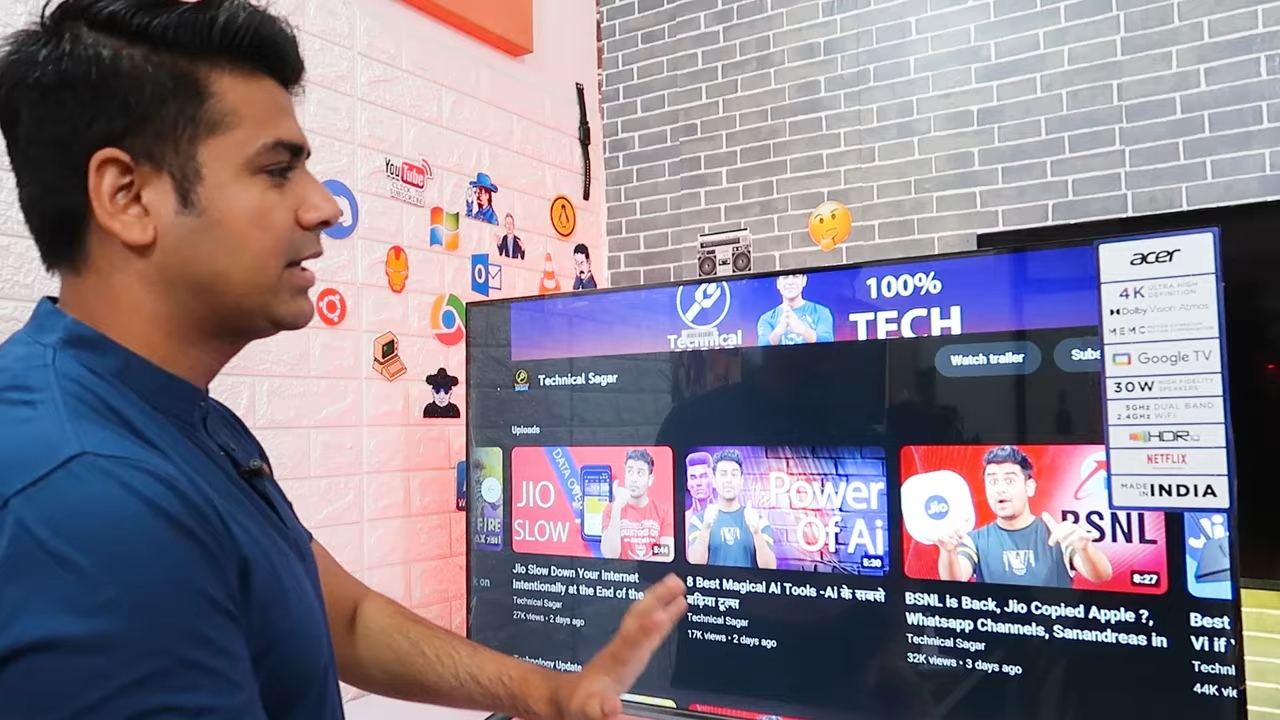 YouTube
CLICK TO
SUBSCRIBE
Technical
100%
TECH
Watch trailer
Technical Sagar
Uploads
JIO
SLOW
5:44
Power
Of Ai
5:30
Jio
BSNL
8:27
Jio Slow Down Your Internet
Intentionally at the End of the
Technical Sagar
27K views • 2 days ago
8 Best Magical Ai Tools -Ai के सबसे
बढ़िया टूल्स
Technical Sagar
17K views • 2 days ago
BSNL is Back, Jio Copied Apple ?,
Whatsapp Channels, Sanandreas in
Technical Sagar
32K views • 3 days ago
Best
Vi if
44K
Technology Update
acer
4K ULTRA HIGH
DEFINITION
Dolby Vision Atmos
MEMC
Google TV
30W HIGH FIDELITY
SPEAKERS
5GHz DUAL BAND
2.4GHz WiFi
HDR10
NETFLIX
MADE IN INDIA